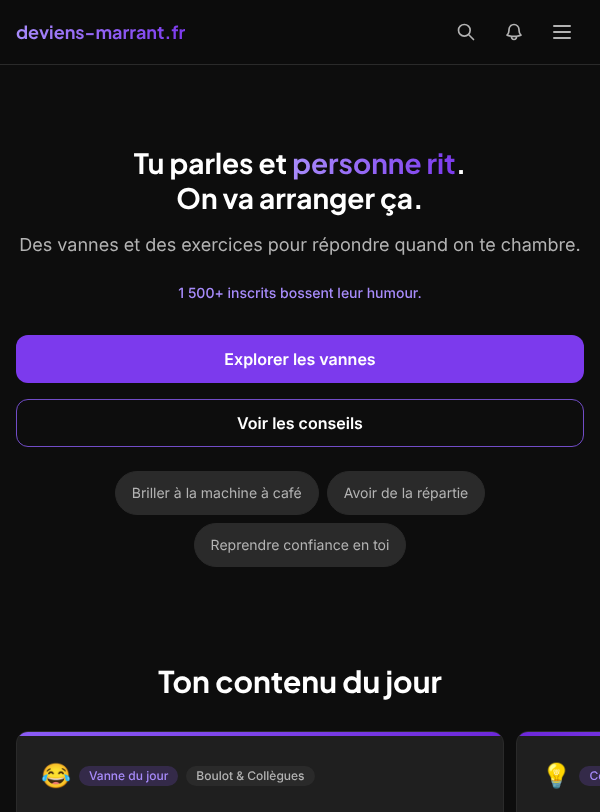 deviens-marrant.fr
Tu parles et personne rit.
On va arranger ça.
Des vannes et des exercices pour répondre quand on te chambre.
1 500+ inscrits bossent leur humour.
Explorer les vannes
Voir les conseils
Briller à la machine à café
Avoir de la répartie
Reprendre confiance en toi
Ton contenu du jour
Vanne du jour
Boulot & Collègues